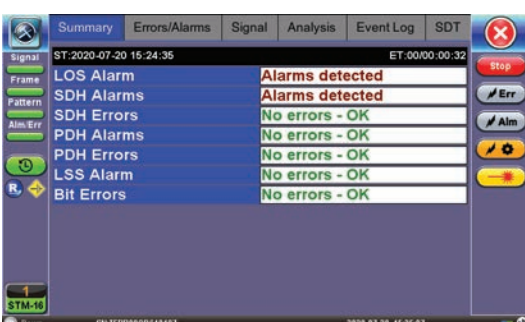 Summary Errors/Alarms Signal Analysis Event Log SDT
Signal
ST:2020-07-20 15:24:35 ET:00/00:00:32
Stop
LOS Alarm Alarms detected
Frame
SDH Alarms Alarms detected
Err
Pattern
SDH Errors No errors - OK
Alm/Err
PDH Alarms No errors - OK
Alm
PDH Errors No errors - OK
LSS Alarm No errors - OK
R
Bit Errors No errors - OK
1
STM-16